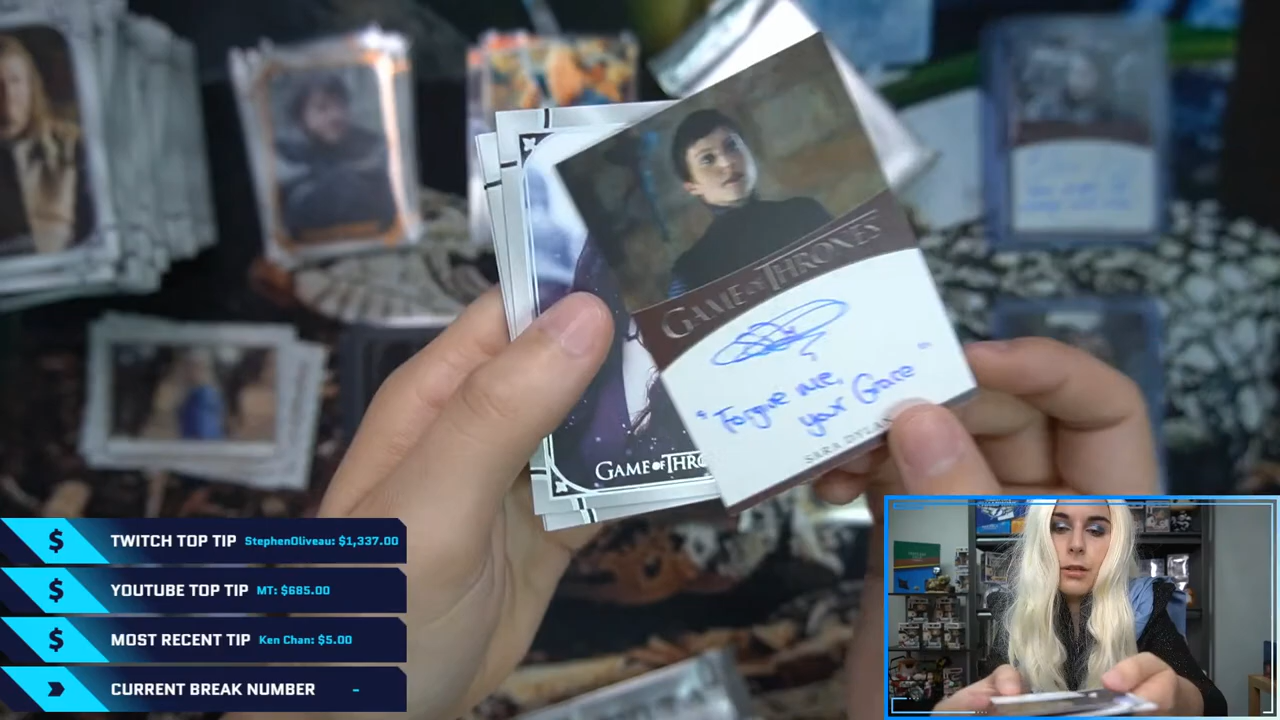 GAME OF THRONES
"Forgive me,
your Grace"
SARA DYLAN
GAME OF THRO
$ TWITCH TOP TIP StephenOliveau: $1,337.00
$ YOUTUBE TOP TIP MT: $685.00
$ MOST RECENT TIP Ken Chan: $5.00
CURRENT BREAK NUMBER -